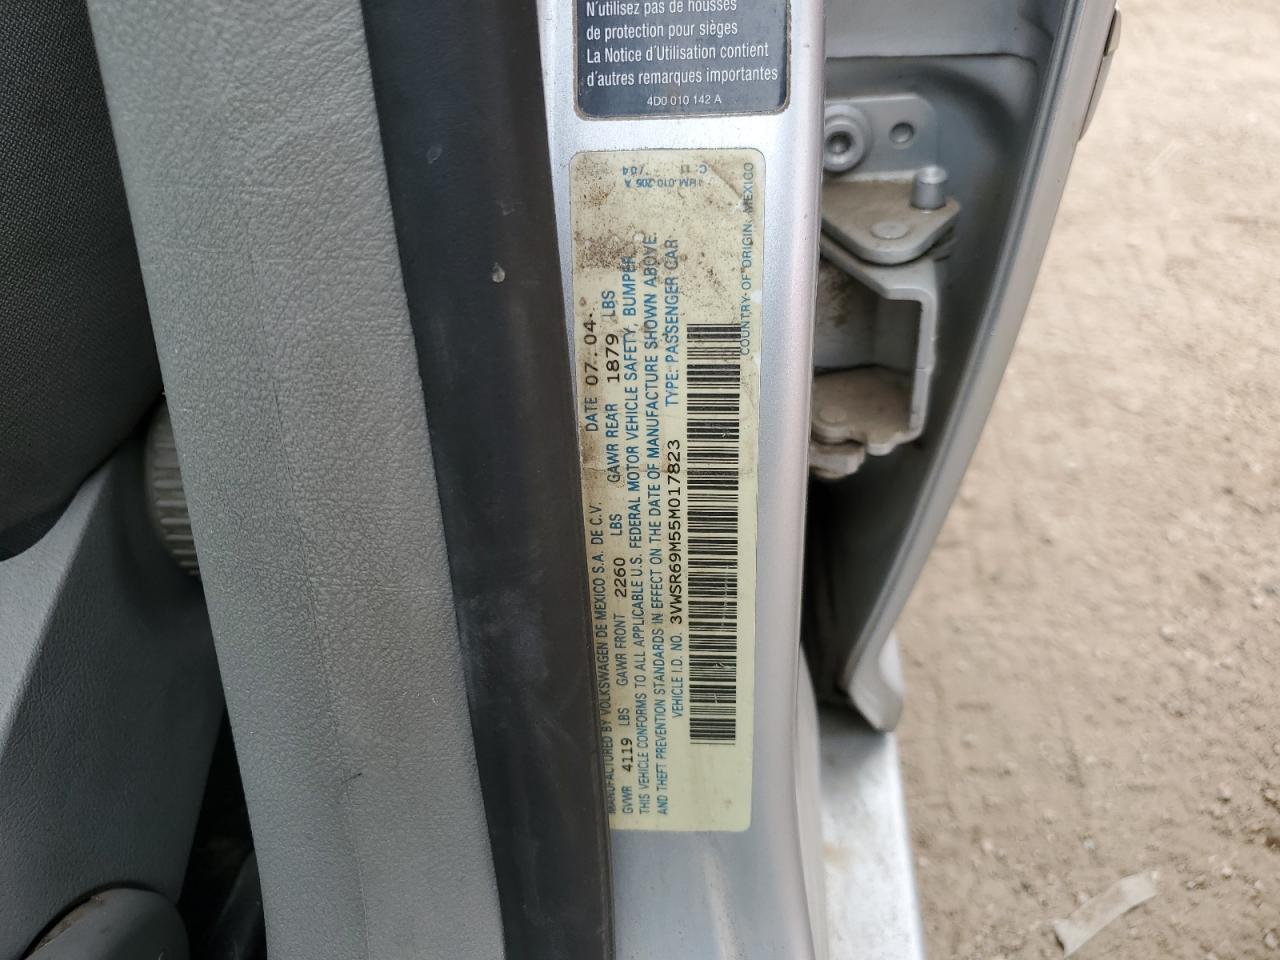 N'utilisez pas de housses
de protection pour sièges
La Notice d'Utilisation contient
d'autres remarques importantes
4D0 010 142 A
MANUFACTURED BY VOLKSWAGEN DE MEXICO S.A. DE C.V. DATE 07.04
GVWR 4119 LBS GAWR FRONT 2260 LBS GAWR REAR 1879 LBS
THIS VEHICLE CONFORMS TO ALL APPLICABLE U.S. FEDERAL MOTOR VEHICLE SAFETY, BUMPER,
AND THEFT PREVENTION STANDARDS IN EFFECT ON THE DATE OF MANUFACTURE SHOWN ABOVE.
VEHICLE I.D. NO. 3VWSR69M55M017823 TYPE: PASSENGER CAR
COUNTRY OF ORIGIN: MEXICO